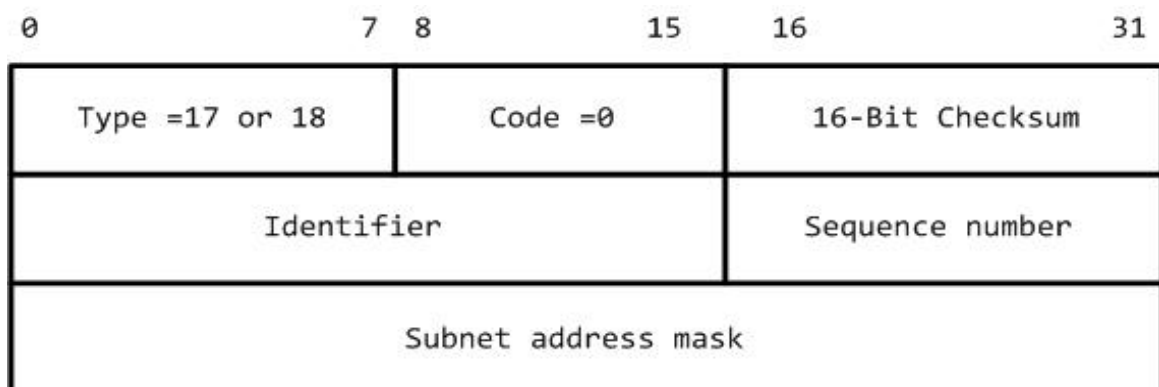 0 7 8 15 16 31
Type =17 or 18 Code =0 16-Bit Checksum
Identifier Sequence number
Subnet address mask